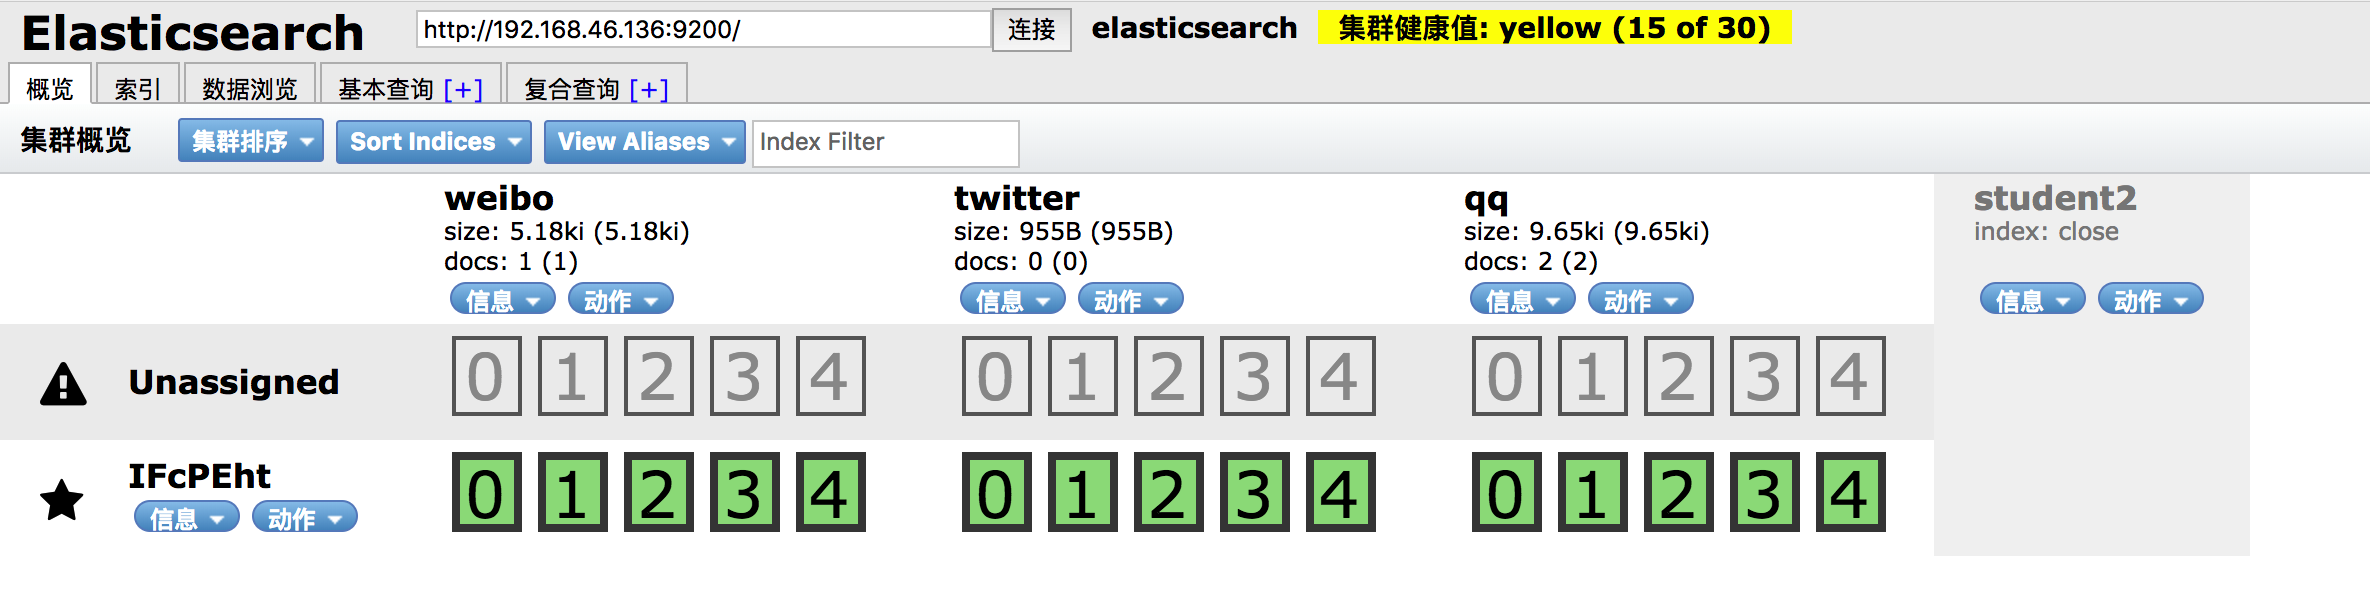 Elasticsearch http://192.168.46.136:9200/ 连接 elasticsearch 集群健康值: yellow (15 of 30)
概览 索引 数据浏览 基本查询 [+] 复合查询 [+]
集群概览 集群排序 Sort Indices View Aliases Index Filter
weibo twitter qq student2
size: 5.18ki (5.18ki) size: 955B (955B) size: 9.65ki (9.65ki) index: close
docs: 1 (1) docs: 0 (0) docs: 2 (2)
信息 动作 信息 动作 信息 动作 信息 动作
Unassigned 0 1 2 3 4 0 1 2 3 4 0 1 2 3 4
IFcPEht 0 1 2 3 4 0 1 2 3 4 0 1 2 3 4
信息 动作